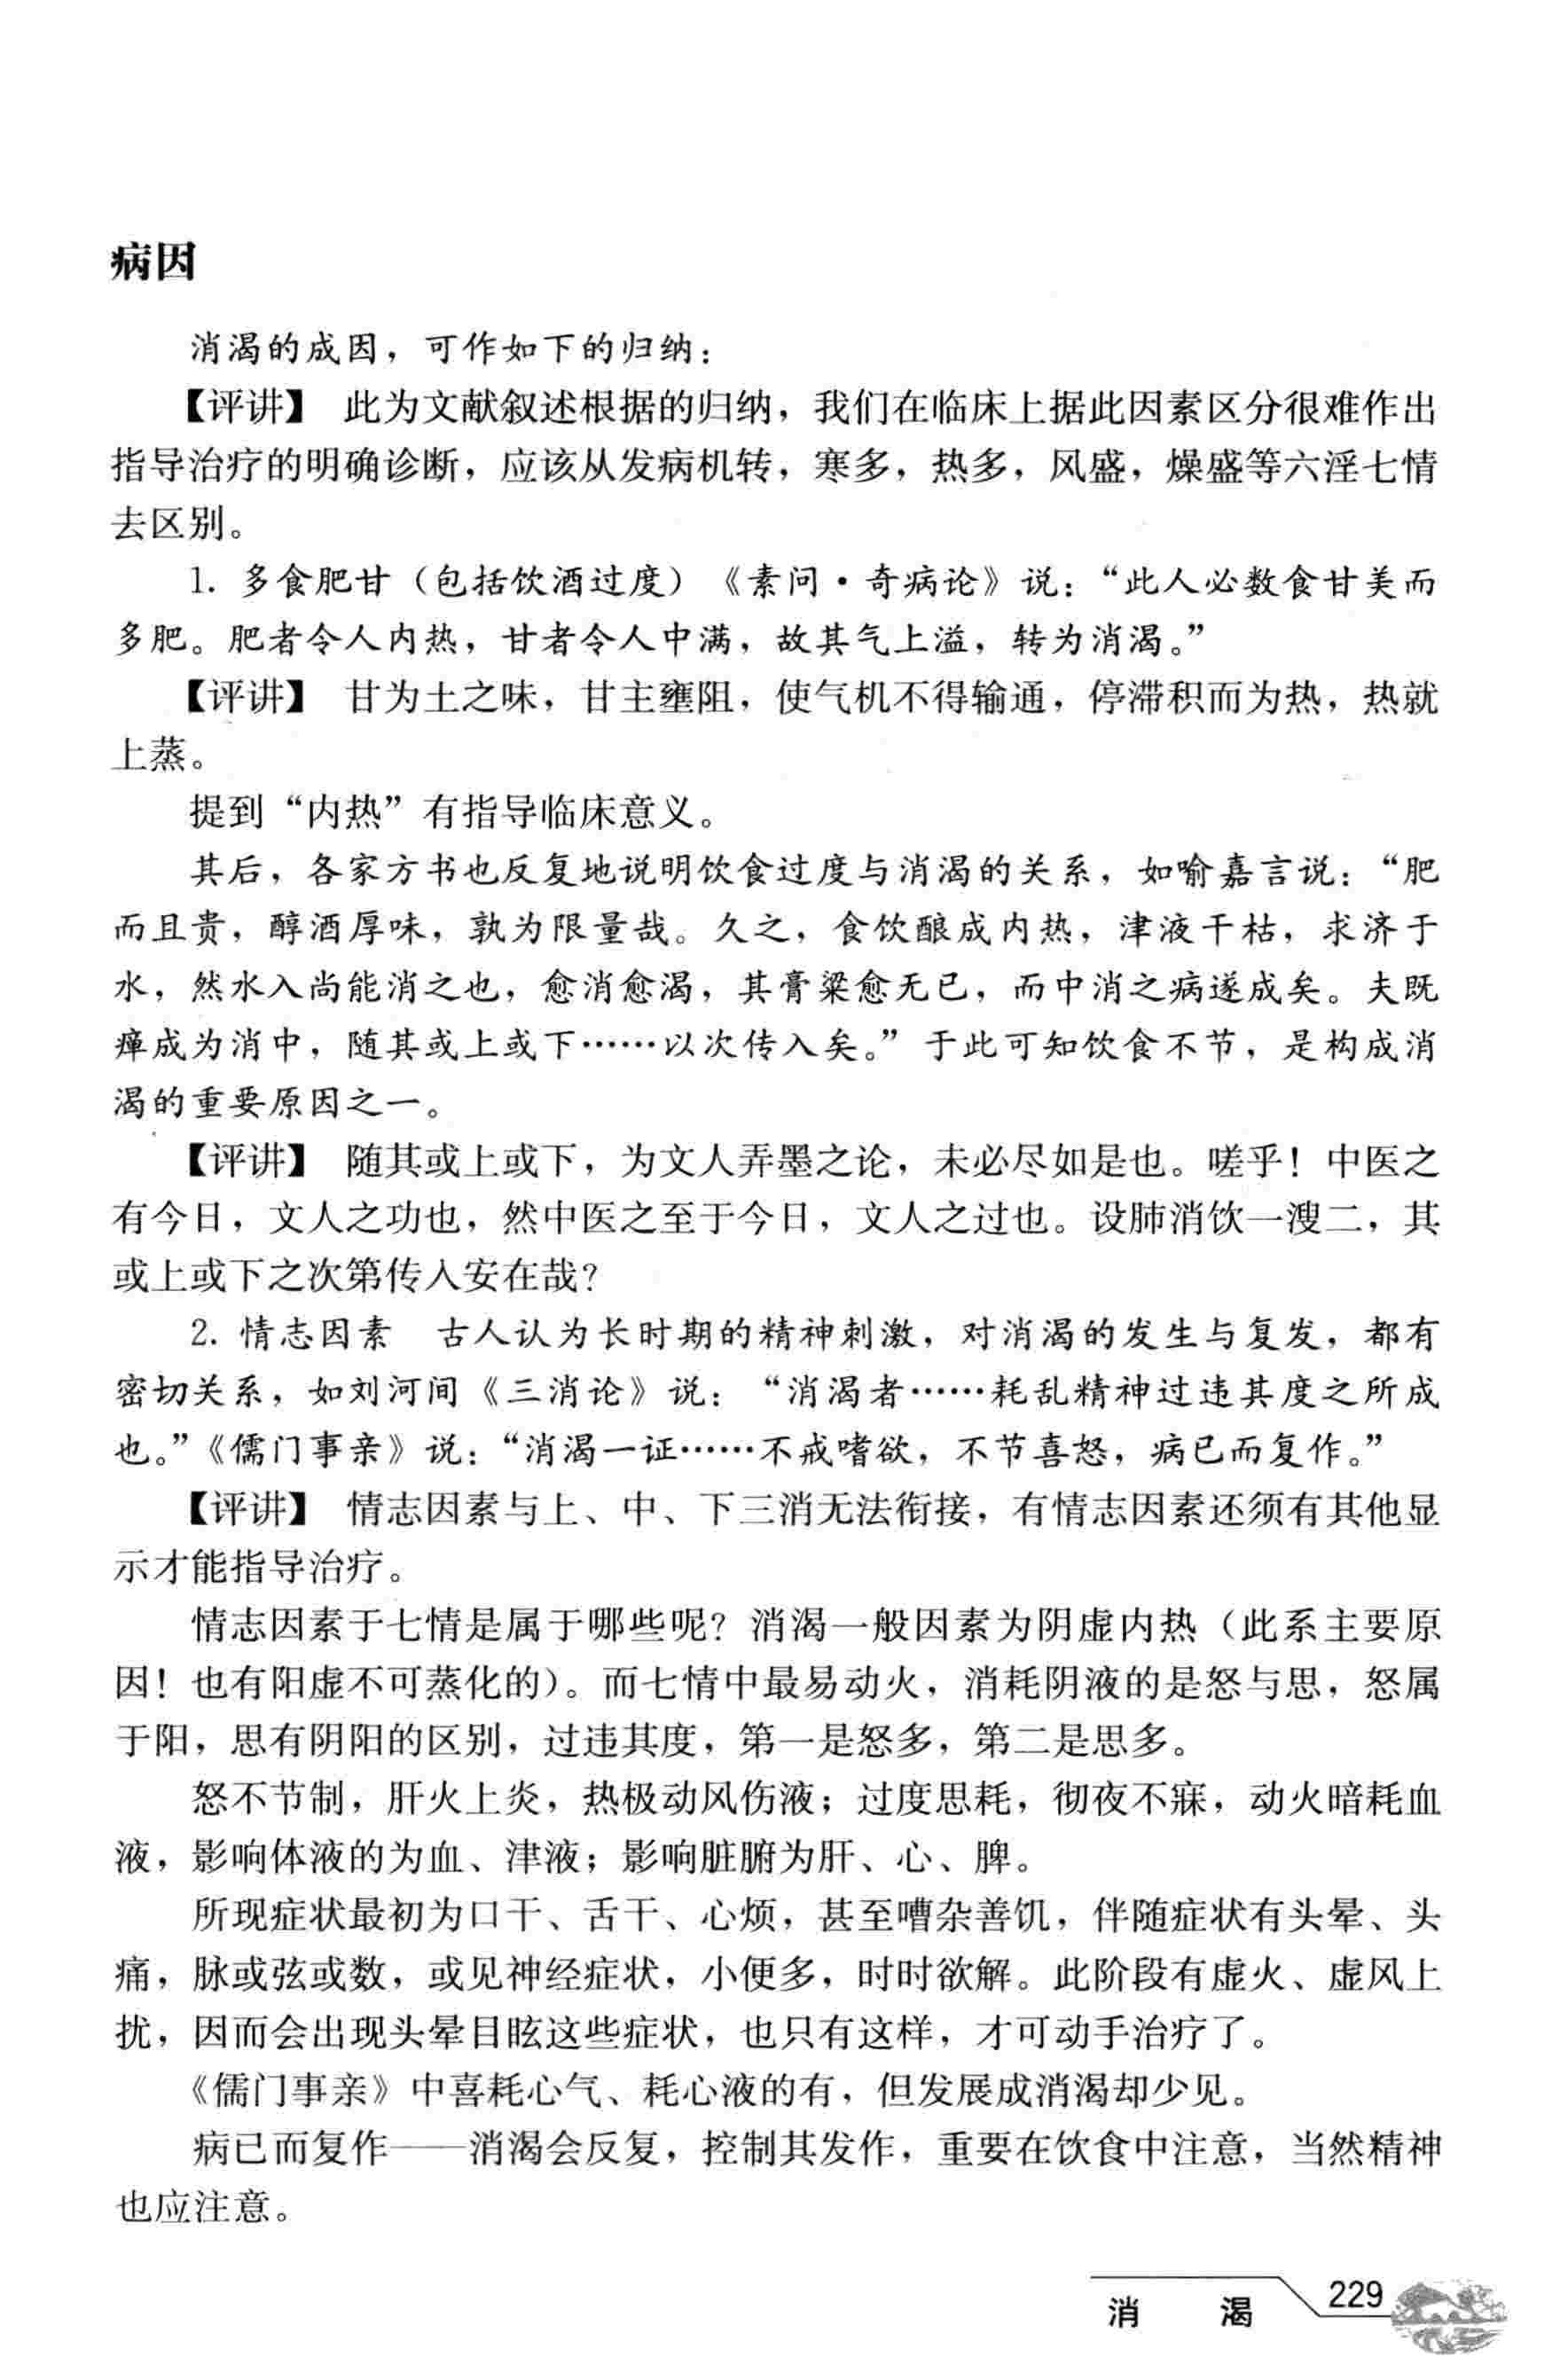 病因
消渴的成因，可作如下的归纳：
【评讲】 此为文献叙述根据的归纳，我们在临床上据此因素区分很难作出
指导治疗的明确诊断，应该从发病机转，寒多，热多，风盛，燥盛等六淫七情
去区别。
1. 多食肥甘（包括饮酒过度）《素问·奇病论》说：“此人必数食甘美而
多肥。肥者令人内热，甘者令人中满，故其气上溢，转为消渴。”
【评讲】 甘为土之味，甘主壅阻，使气机不得输通，停滞积而为热，热就
上蒸。
提到“内热”有指导临床意义。
其后，各家方书也反复地说明饮食过度与消渴的关系，如喻嘉言说：“肥
而且贵，醇酒厚味，孰为限量哉。久之，食饮酿成内热，津液干枯，求济于
水，然水入尚能消之也，愈消愈渴，其膏粱愈无已，而中消之病遂成矣。夫既
瘅成为消中，随其或上或下……以次传入矣。”于此可知饮食不节，是构成消
渴的重要原因之一。
【评讲】 随其或上或下，为文人弄墨之论，未必尽如是也。嗟乎！中医之
有今日，文人之功也，然中医之至于今日，文人之过也。设肺消饮一溲二，其
或上或下之次第传入安在哉？
2. 情志因素 古人认为长时期的精神刺激，对消渴的发生与复发，都有
密切关系，如刘河间《三消论》说：“消渴者……耗乱精神过违其度之所成
也。”《儒门事亲》说：“消渴一证……不戒嗜欲，不节喜怒，病已而复作。”
【评讲】 情志因素与上、中、下三消无法衔接，有情志因素还须有其他显
示才能指导治疗。
情志因素于七情是属于哪些呢？消渴一般因素为阴虚内热（此系主要原
因！也有阳虚不可蒸化的）。而七情中最易动火，消耗阴液的是怒与思，怒属
于阳，思有阴阳的区别，过违其度，第一是怒多，第二是思多。
怒不节制，肝火上炎，热极动风伤液；过度思耗，彻夜不寐，动火暗耗血
液，影响体液的为血、津液；影响脏腑为肝、心、脾。
所现症状最初为口干、舌干、心烦，甚至嘈杂善饥，伴随症状有头晕、头
痛，脉或弦或数，或见神经症状，小便多，时时欲解。此阶段有虚火、虚风上
扰，因而会出现头晕目眩这些症状，也只有这样，才可动手治疗了。
《儒门事亲》中喜耗心气、耗心液的有，但发展成消渴却少见。
病已而复作——消渴会反复，控制其发作，重要在饮食中注意，当然精神
也应注意。
消 渴 229